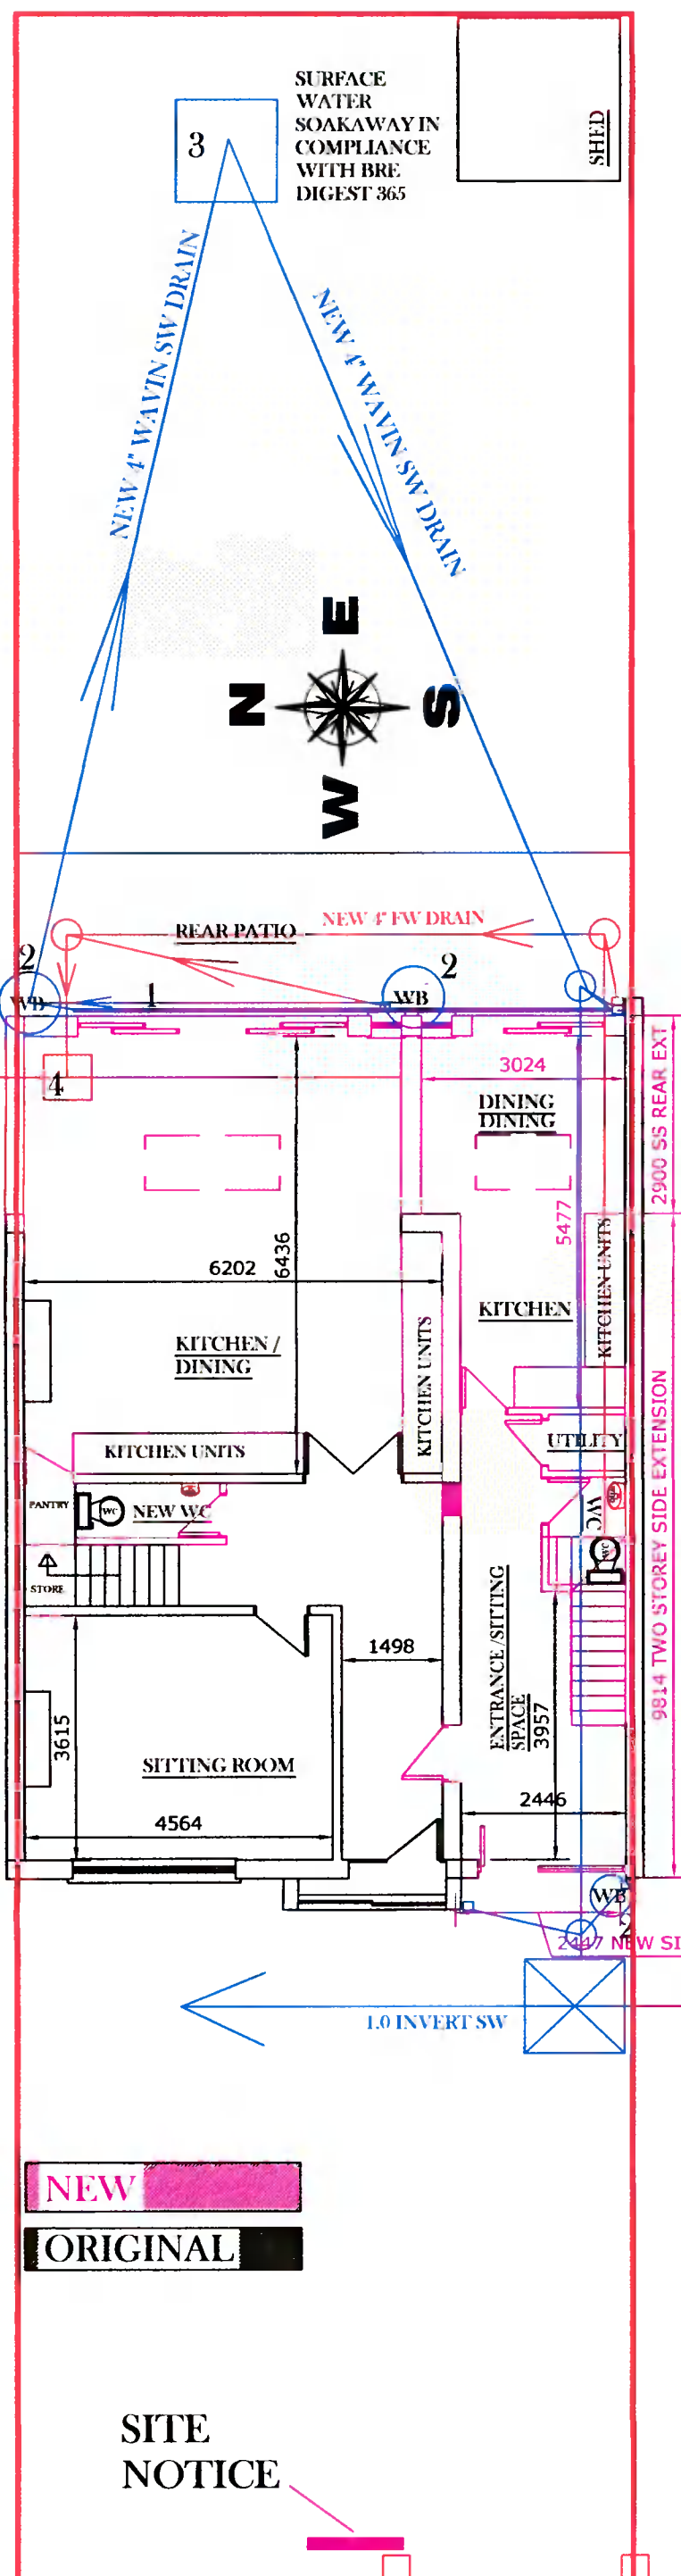 SURFACE
WATER
SOAKAWAY IN
COMPLIANCE
WITH BRE
DIGEST 365
SHED
3
NEW 4" WAVIN SW DRAIN
NEW 4" WAVIN SW DRAIN
E
N
S
W
REAR PATIO
NEW 4" FW DRAIN
2
WB
1
WB
2
4
3024
DINING
DINING
2900 SS REAR EXT
5477
6436
6202
KITCHEN
KITCHEN UNITS
KITCHEN /
DINING
KITCHEN UNITS
KITCHEN UNITS
UTILITY
PANTRY
WC
NEW WC
WC
WC
STORE
9814 TWO STOREY SIDE EXTENSION
1498
ENTRANCE /SITTING
SPACE
3957
3615
SITTING ROOM
4564
2446
WB
2
2447 NEW SI
1.0 INVERT SW
NEW
ORIGINAL
SITE
NOTICE